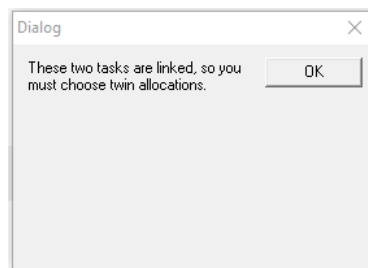 Dialog
These two tasks are linked, so you
must choose twin allocations.
OK